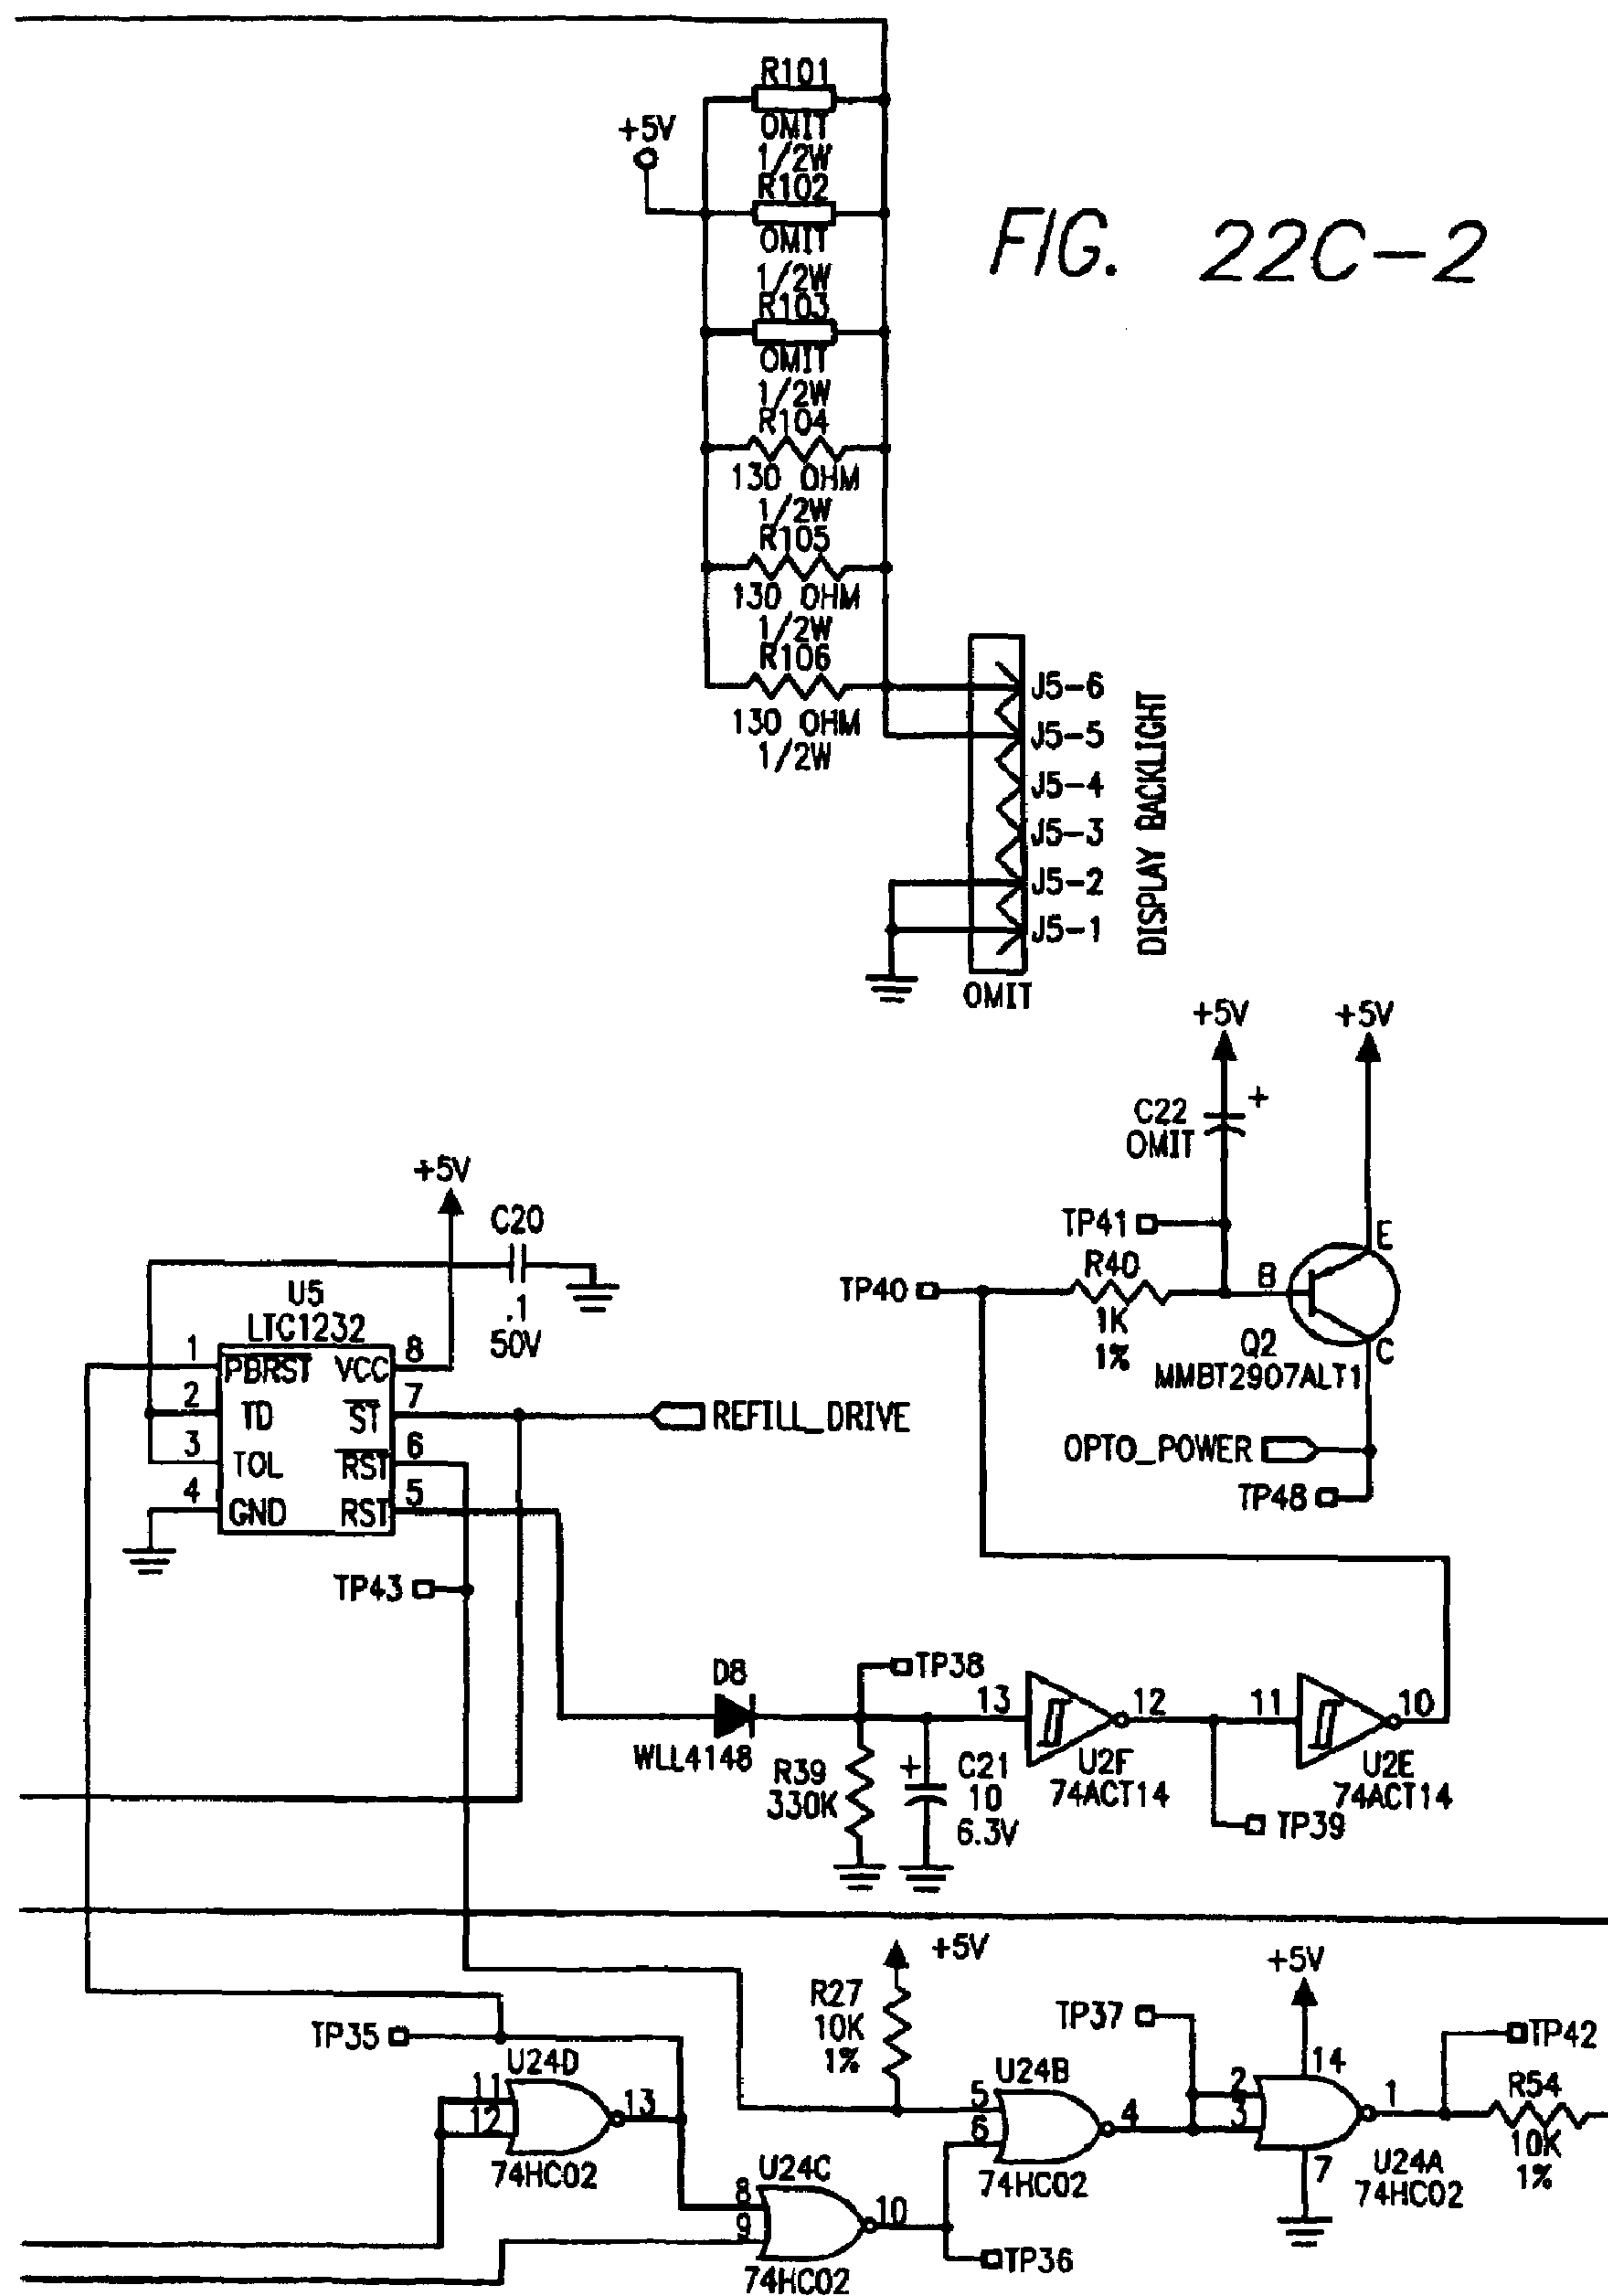 FIG. 22C-2
+5V
R101
OMIT
1/2W
R102
OMIT
1/2W
R103
OMIT
1/2W
R104
130 OHM
1/2W
R105
130 OHM
1/2W
R106
130 OHM
1/2W
J5-6
J5-5
J5-4
J5-3
J5-2
J5-1
DISPLAY BACKLIGHT
OMIT
+5V
+5V
C22
OMIT
+
TP41
TP40
R40
1K
1%
B
E
C
Q2
MMBT2907ALT1
OPTO_POWER
TP48
+5V
C20
.1
50V
U5
LTC1232
1
PBRST
VCC
8
2
TD
ST
7
3
TOL
RST
6
4
GND
RST
5
REFILL_DRIVE
TP43
D8
WLL4148
TP38
R39
330K
+
C21
10
6.3V
13
12
U2F
74ACT14
11
10
U2E
74ACT14
TP39
+5V
R27
10K
1%
TP35
U24D
11
12
13
74HC02
U24C
8
9
10
74HC02
TP36
U24B
5
6
4
74HC02
TP37
+5V
14
2
3
1
7
U24A
74HC02
TP42
R54
10K
1%